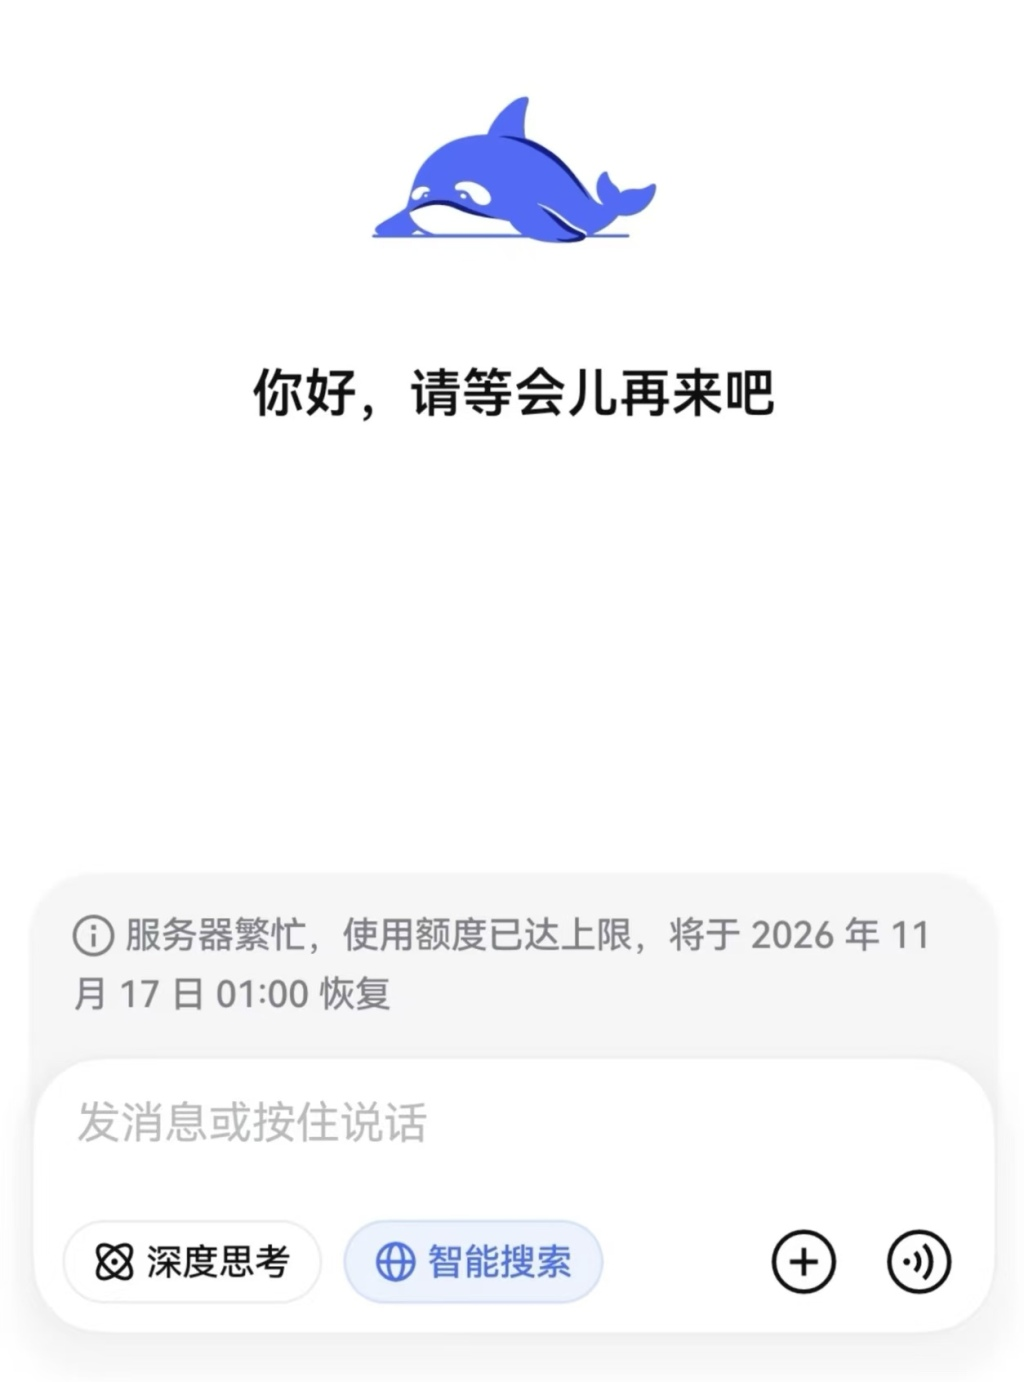 你好，请等会儿再来吧
服务器繁忙，使用额度已达上限，将于 2026 年 11
月 17 日 01:00 恢复
发消息或按住说话
深度思考 智能搜索